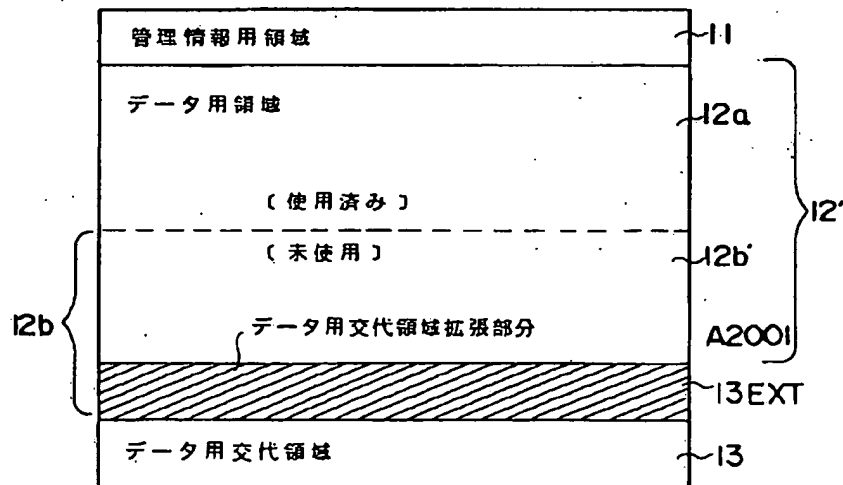 管理情報用領域
11
データ用領域
12a
〔使用済み〕
12'
〔未使用〕
12b'
12b
データ用交代領域拡張部分
A2001
13EXT
データ用交代領域
13